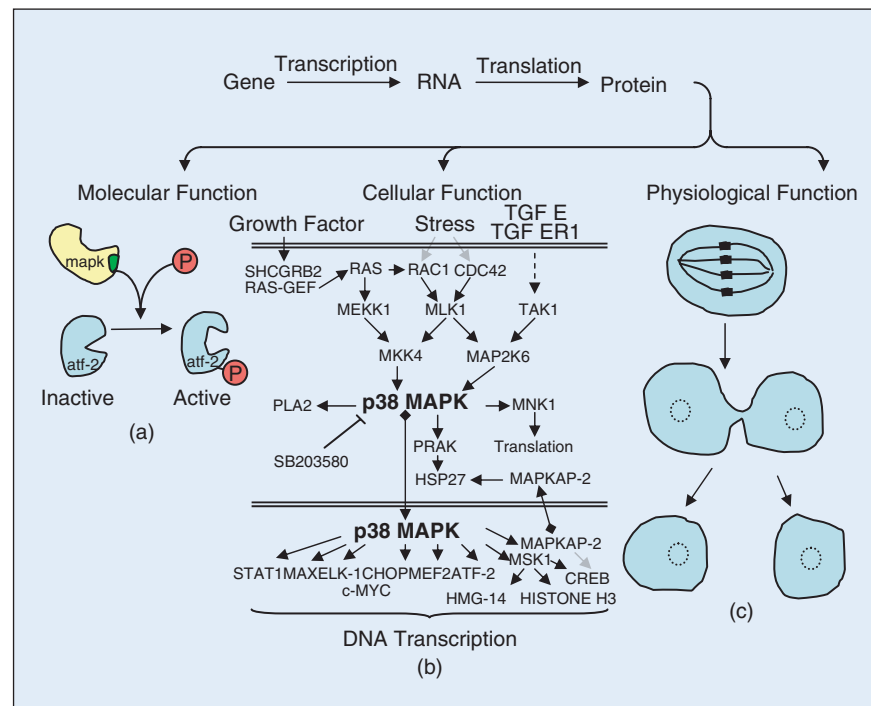 Transcription
Translation
Gene
RNA
Protein
Molecular Function
Cellular Function
Physiological Function
mapk
P
atf-2
atf-2
P
Inactive
Active
(a)
Growth Factor
Stress
TGF E
TGF ER1
SHCGRB2
RAS-GEF
RAS
RAC1
CDC42
MEKK1
MLK1
TAK1
MKK4
MAP2K6
PLA2
p38 MAPK
MNK1
SB203580
PRAK
Translation
HSP27
MAPKAP-2
p38 MAPK
MAPKAP-2
MSK1
STAT1MAXELK-1CHOPMEF2ATF-2
c-MYC
CREB
HMG-14
HISTONE H3
DNA Transcription
(b)
(c)